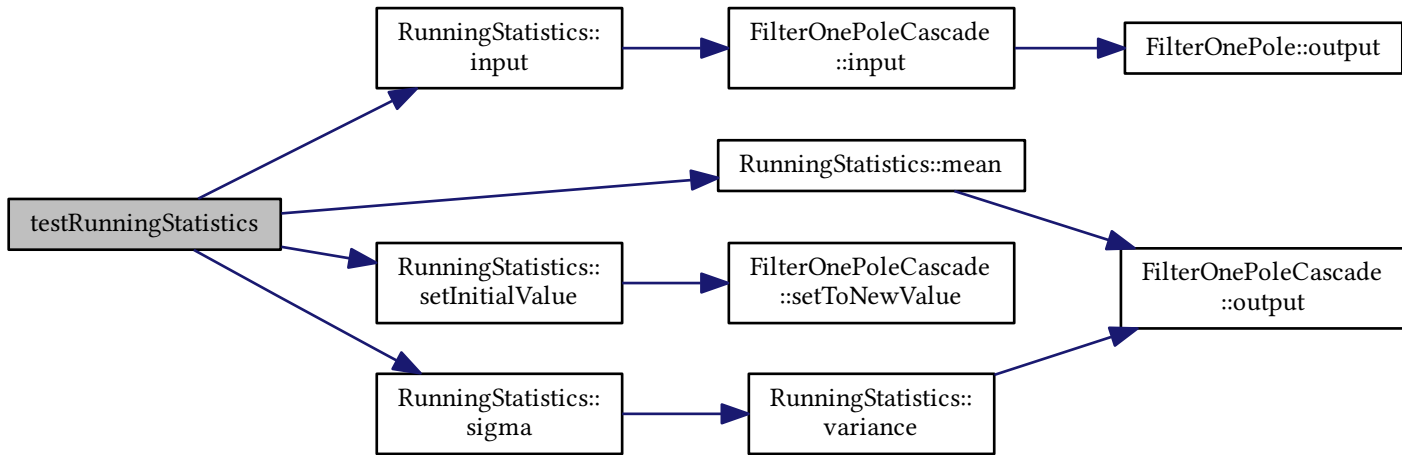 RunningStatistics::
input
FilterOnePoleCascade
::input
FilterOnePole::output
RunningStatistics::mean
testRunningStatistics
RunningStatistics::
setInitialValue
FilterOnePoleCascade
::setToNewValue
FilterOnePoleCascade
::output
RunningStatistics::
sigma
RunningStatistics::
variance